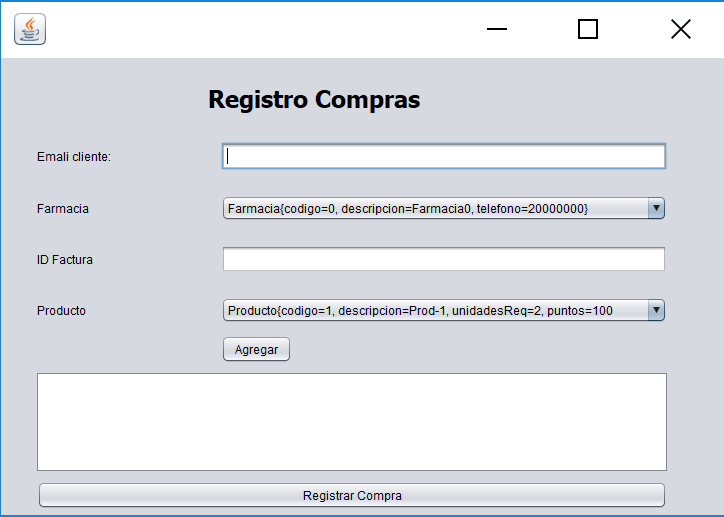 Registro Compras
Emali cliente:
Farmacia
Farmacia{codigo=0, descripcion=Farmacia0, telefono=20000000}
ID Factura
Producto
Producto{codigo=1, descripcion=Prod-1, unidadesReq=2, puntos=100
Agregar
Registrar Compra